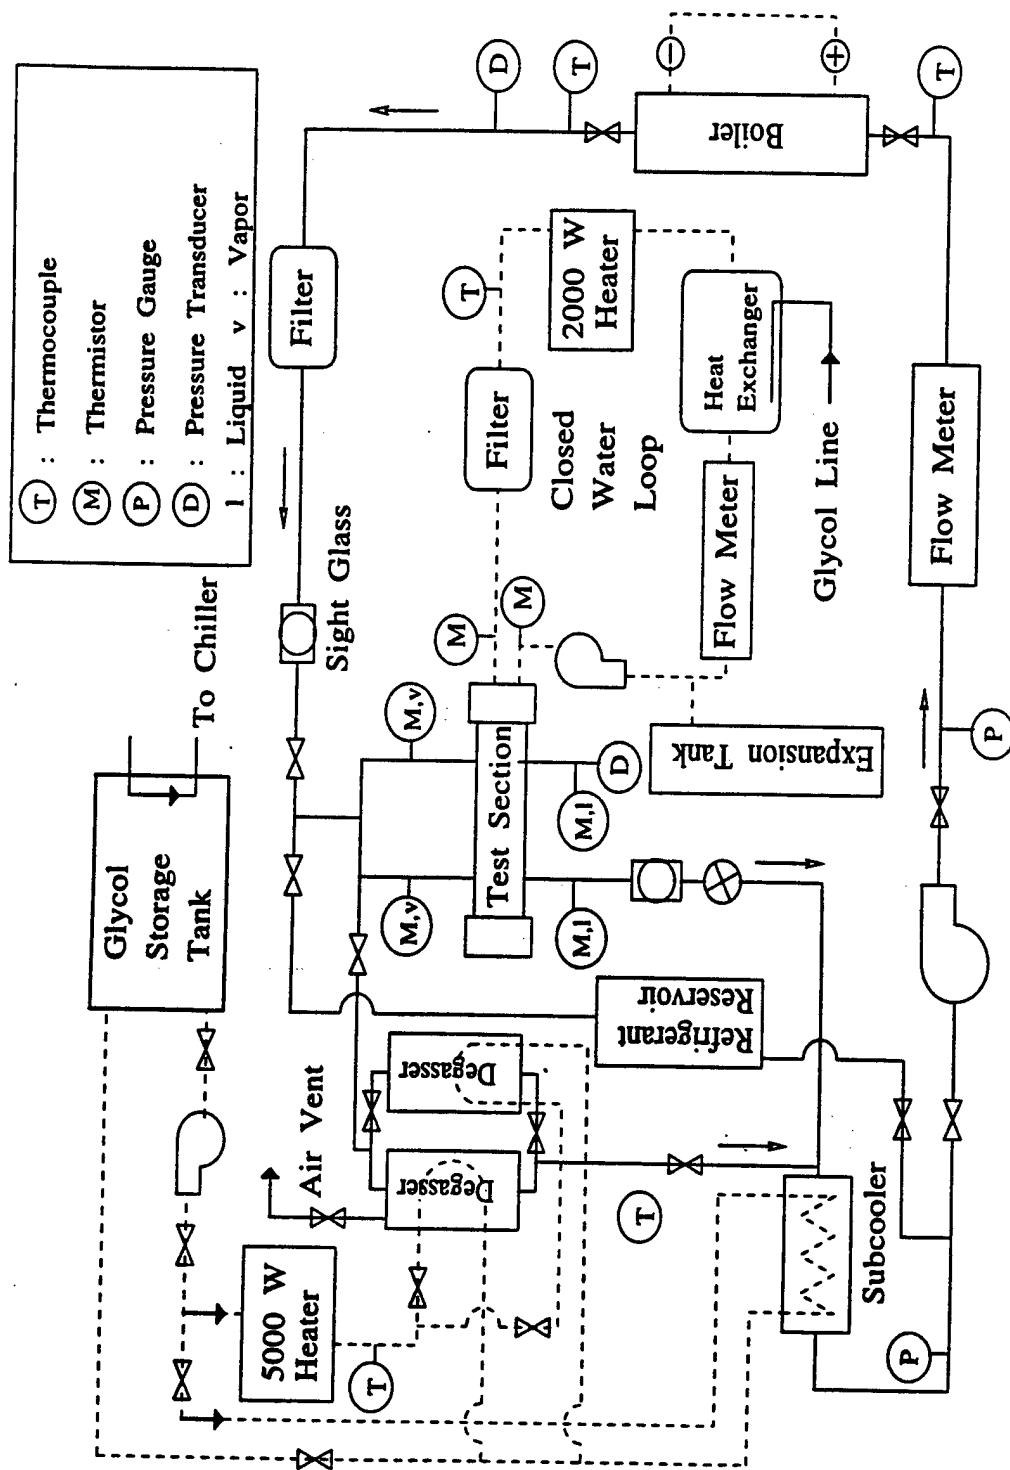 T : Thermocouple
M : Thermistor
P : Pressure Gauge
D : Pressure Transducer
l : Liquid v : Vapor
Glycol
Storage
Tank
To Chiller
Air Vent
5000 W
Heater
T
Degasser
Degasser
T
Refrigerant
Reservoir
Subcooler
P
Sight Glass
Filter
D
T
Boiler
−
+
T
M,v
M,v
Test Section
M,l
M,l
D
M
M
Filter
T
2000 W
Heater
Closed
Water
Loop
Heat
Exchanger
Flow Meter
Glycol Line
Expansion
Tank
Flow Meter
P